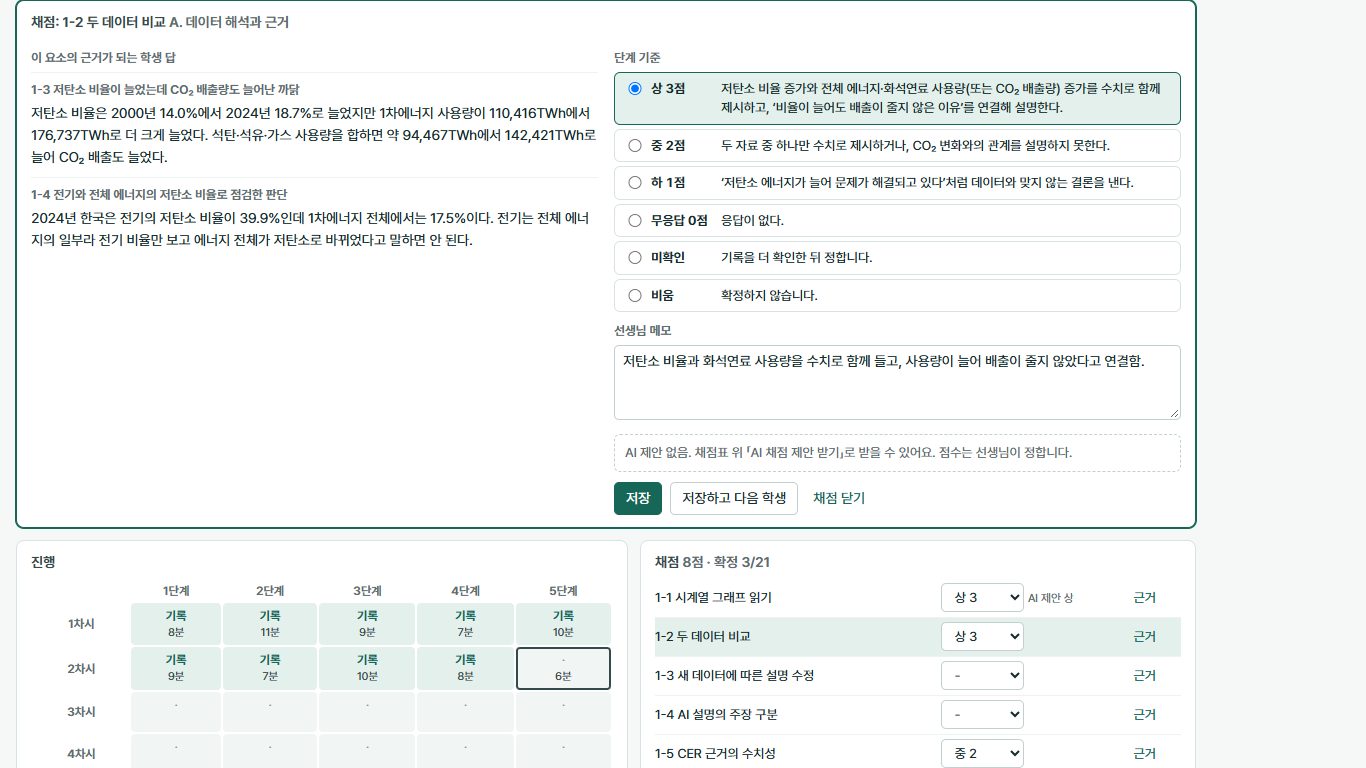 채점: 1-2 두 데이터 비교 A. 데이터 해석과 근거
이 요소의 근거가 되는 학생 답
1-3 저탄소 비율이 늘었는데 CO₂ 배출량도 늘어난 까닭
저탄소 비율은 2000년 14.0%에서 2024년 18.7%로 늘었지만 1차에너지 사용량이 110,416TWh에서
176,737TWh로 더 크게 늘었다. 석탄·석유·가스 사용량을 합하면 약 94,467TWh에서 142,421TWh로
늘어 CO₂ 배출도 늘었다.
1-4 전기와 전체 에너지의 저탄소 비율로 점검한 판단
2024년 한국은 전기의 저탄소 비율이 39.9%인데 1차에너지 전체에서는 17.5%이다. 전기는 전체 에너
지의 일부라 전기 비율만 보고 에너지 전체가 저탄소로 바뀌었다고 말하면 안 된다.
단계 기준
상 3점 저탄소 비율 증가와 전체 에너지·화석연료 사용량(또는 CO₂ 배출량) 증가를 수치로 함께
제시하고, ‘비율이 늘어도 배출이 줄지 않은 이유’를 연결해 설명한다.
중 2점 두 자료 중 하나만 수치로 제시하거나, CO₂ 변화와의 관계를 설명하지 못한다.
하 1점 ‘저탄소 에너지가 늘어 문제가 해결되고 있다’처럼 데이터와 맞지 않는 결론을 낸다.
무응답 0점 응답이 없다.
미확인 기록을 더 확인한 뒤 정합니다.
비움 확정하지 않습니다.
선생님 메모
저탄소 비율과 화석연료 사용량을 수치로 함께 들고, 사용량이 늘어 배출이 줄지 않았다고 연결함.
AI 제안 없음. 채점표 위 「AI 채점 제안 받기」로 받을 수 있어요. 점수는 선생님이 정합니다.
저장 저장하고 다음 학생 채점 닫기
진행
1단계 2단계 3단계 4단계 5단계
1차시 기록 기록 기록 기록 기록
8분 11분 9분 7분 10분
2차시 기록 기록 기록 기록 ·
9분 7분 10분 8분 6분
3차시 · · · · ·
4차시 · · · · ·
채점 8점 · 확정 3/21
1-1 시계열 그래프 읽기 상 3 AI 제안 상 근거
1-2 두 데이터 비교 상 3 근거
1-3 새 데이터에 따른 설명 수정 - 근거
1-4 AI 설명의 주장 구분 - 근거
1-5 CER 근거의 수치성 중 2 근거